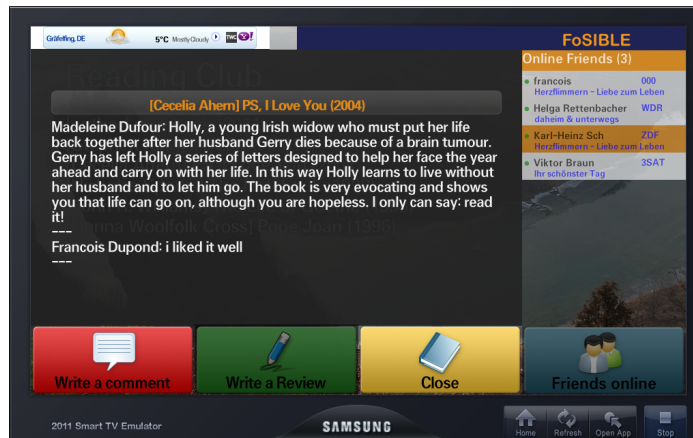 Gräfelfing, DE
5°C Mostly Cloudy
TWC Y!
FoSIBLE
Online Friends (3)
francois 000
Herzflimmern - Liebe zum Leben
Helga Rettenbacher WDR
daheim & unterwegs
Karl-Heinz Sch ZDF
Herzflimmern - Liebe zum Leben
Viktor Braun 3SAT
Ihr schönster Tag
Reading Club
[Cecelia Ahern] PS, I Love You (2004)
Madeleine Dufour: Holly, a young Irish widow who must put her life
back together after her husband Gerry dies because of a brain tumour.
Gerry has left Holly a series of letters designed to help her face the year
ahead and carry on with her life. In this way Holly learns to live without
her husband and to let him go. The book is very evocating and shows
you that life can go on, although you are hopeless. I only can say: read
it!
---
Woolfolk Cross] Pope Joan (1996)
Francois Dupond: i liked it well
---
Write a comment
Write a Review
Close
Friends online
2011 Smart TV Emulator
SAMSUNG
Home
Refresh
Open App
Stop